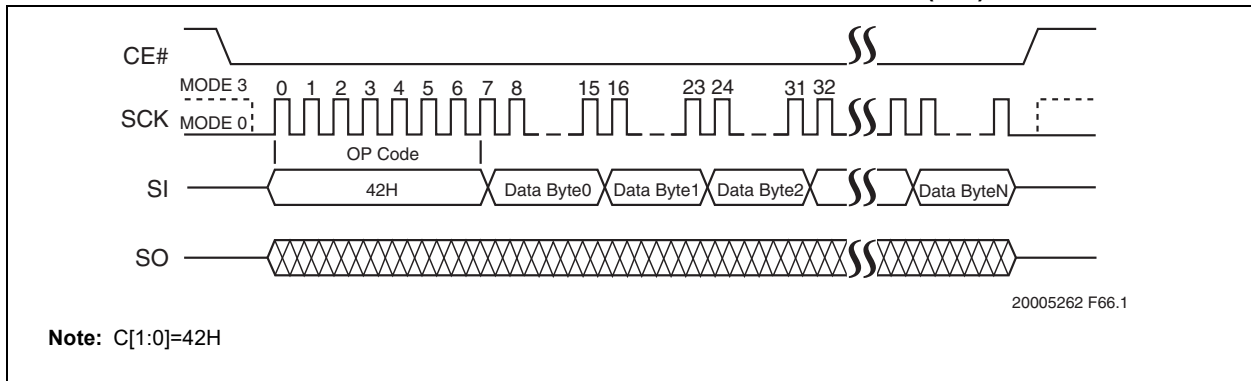 CE#
MODE 3
0 1 2 3 4 5 6 7 8 15 16 23 24 31 32
SCK MODE 0
OP Code
SI 42H Data Byte0 Data Byte1 Data Byte2 Data ByteN
SO
20005262 F66.1
Note: C[1:0]=42H